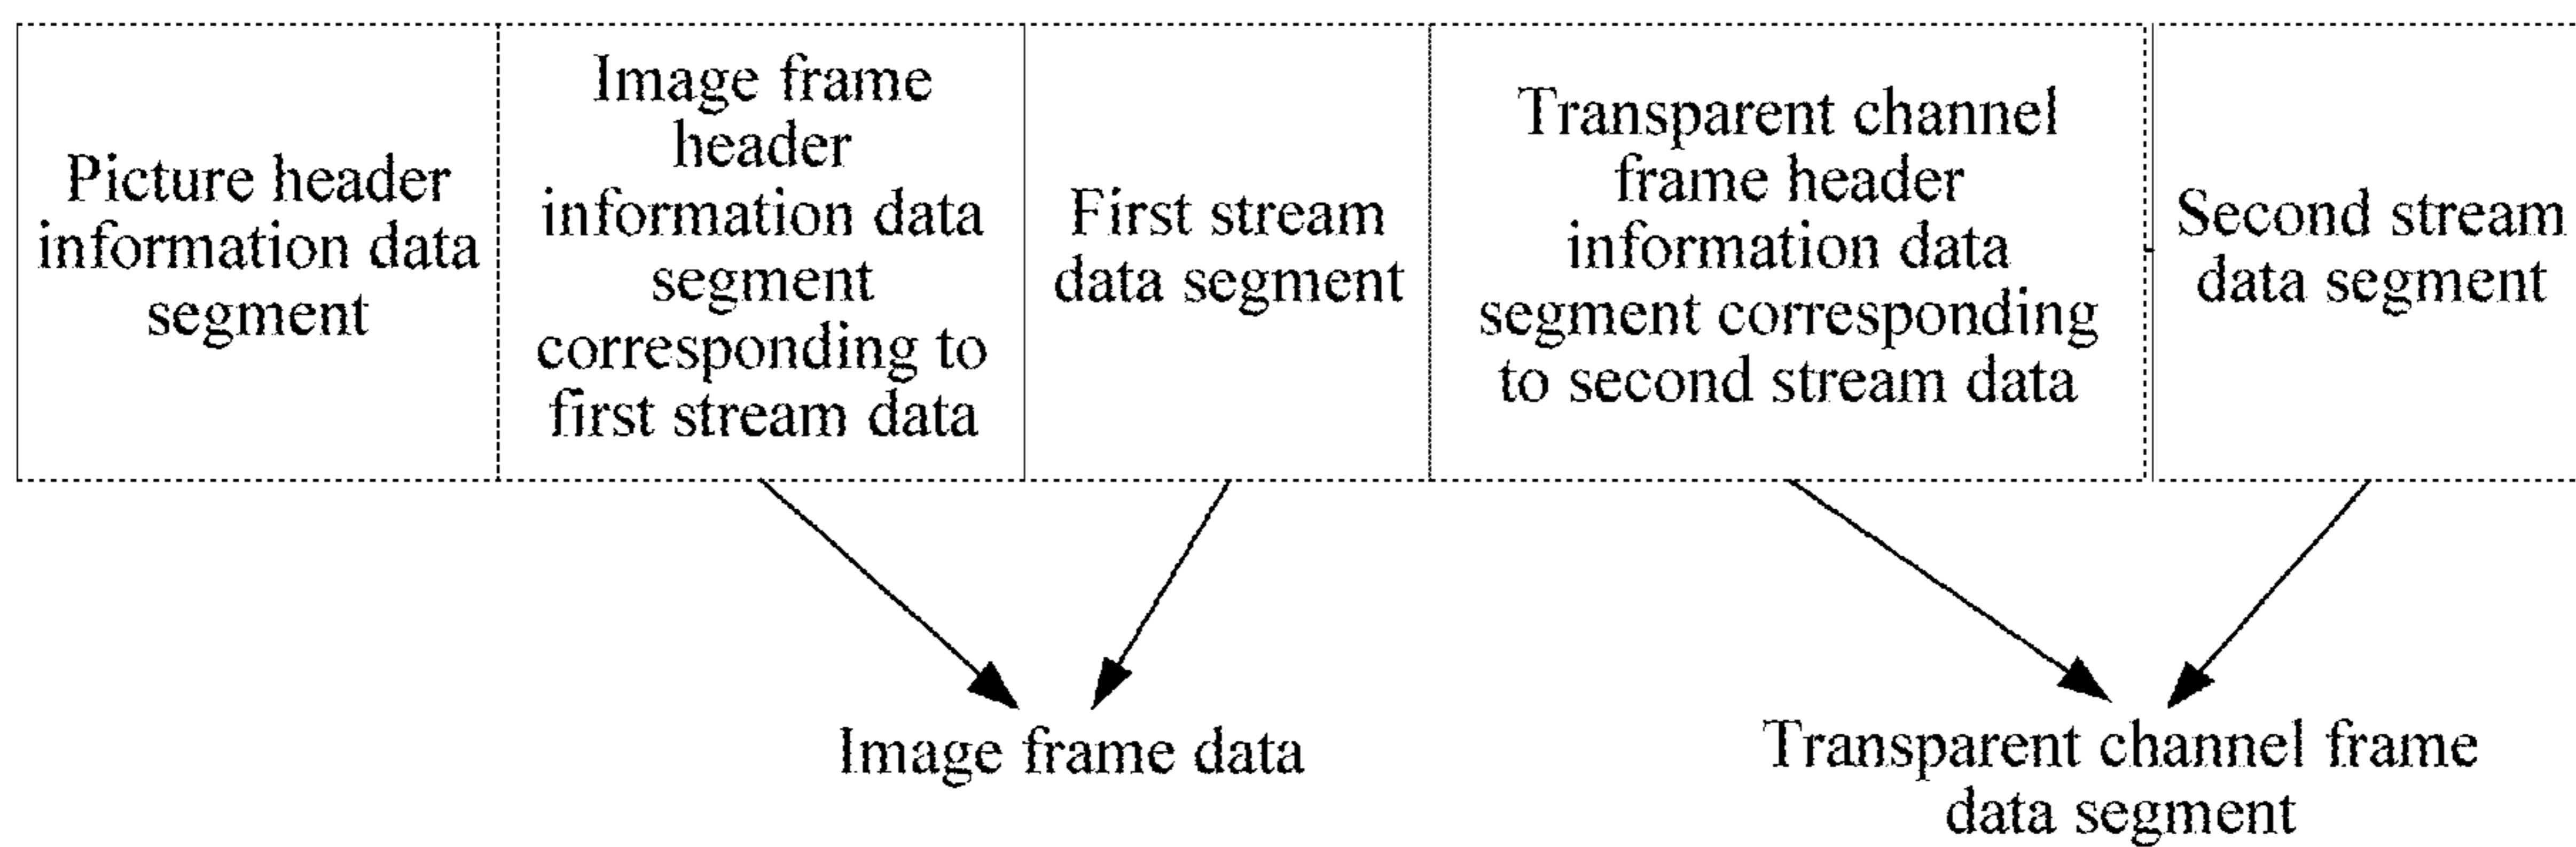 Picture header
information data
segment
Image frame
header
information data
segment
corresponding to
first stream data
First stream
data segment
Transparent channel
frame header
information data
segment corresponding
to second stream data
Second stream
data segment
Image frame data
Transparent channel frame
data segment